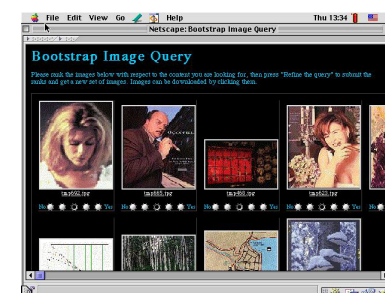 File Edit View Go Help Thu 13:34
Netscape: Bootstrap Image Query
Bootstrap Image Query
Please rank the images below with respect to the content you are looking for, then press "Refine the query" to submit the
ranks and get a new set of images. Images can be downloaded by clicking them.
No Yes No Yes No Yes No Yes No